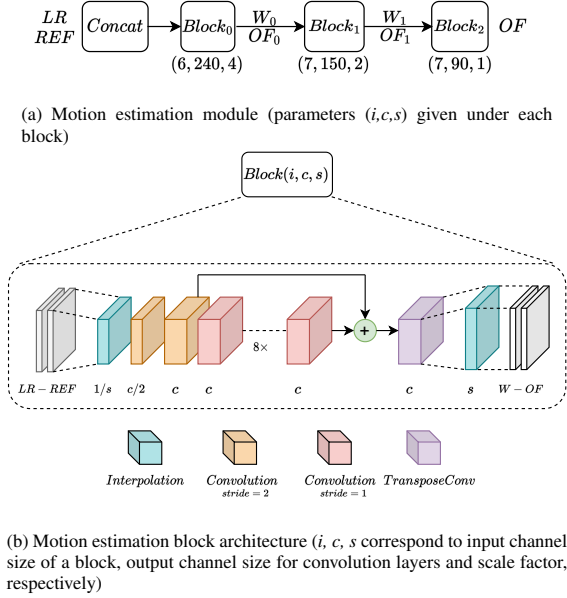 LR
REF
Concat
Block₀
W₀
OF₀
Block₁
W₁
OF₁
Block₂
OF
(6, 240, 4)
(7, 150, 2)
(7, 90, 1)
(a) Motion estimation module (parameters (i,c,s) given under each
block)
Block(i, c, s)
+
8×
LR − REF
1/s
c/2
c
c
c
c
s
W − OF
Interpolation
Convolution
stride = 2
Convolution
stride = 1
TransposeConv
(b) Motion estimation block architecture (i, c, s correspond to input channel
size of a block, output channel size for convolution layers and scale factor,
respectively)